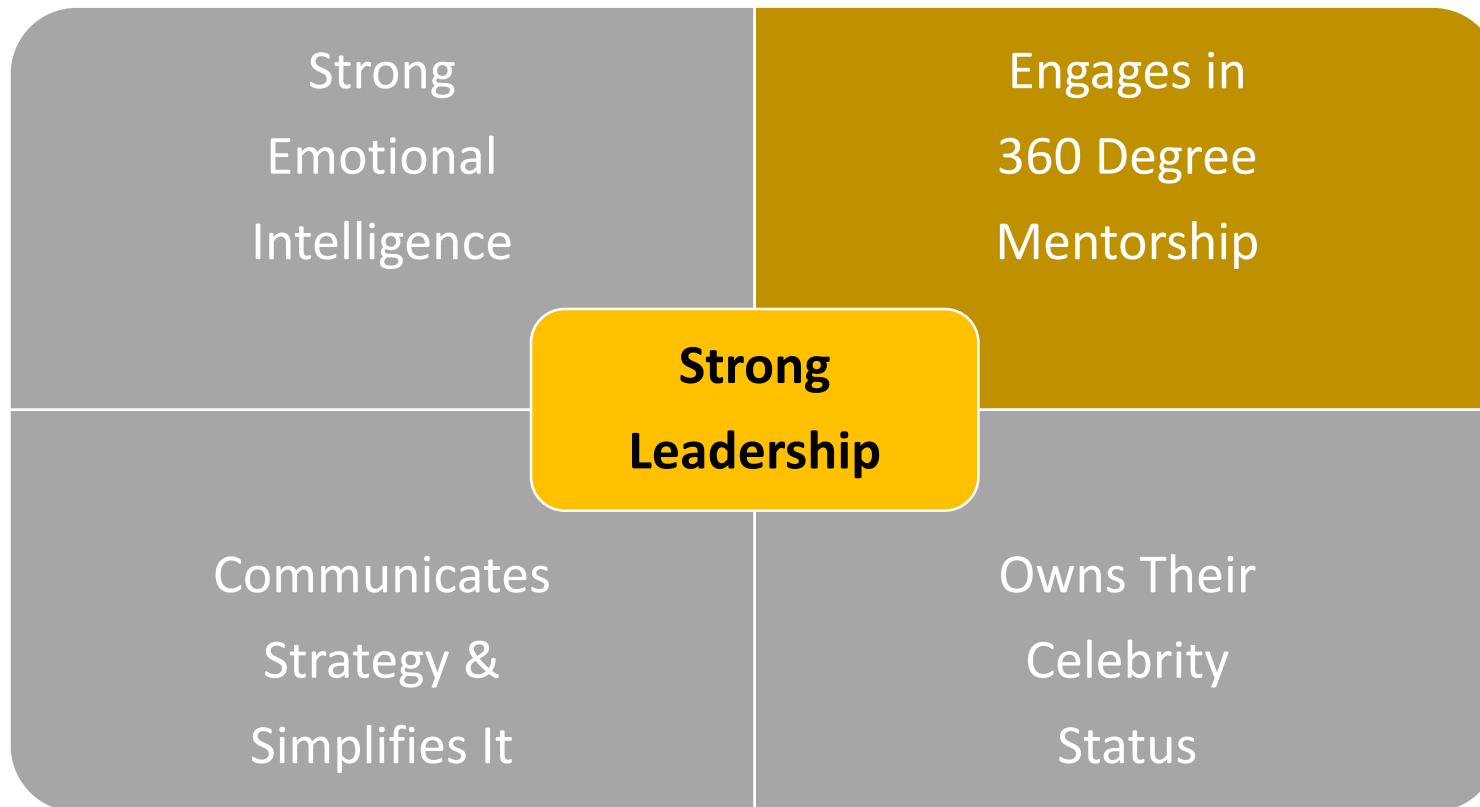 Strong
Emotional
Intelligence
Engages in
360 Degree
Mentorship
Strong
Leadership
Communicates
Strategy &
Simplifies It
Owns Their
Celebrity
Status